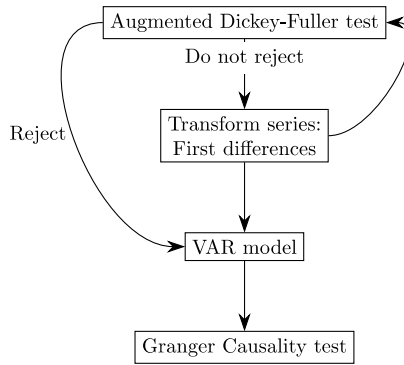 Augmented Dickey-Fuller test
Do not reject
Transform series:
First differences
Reject
VAR model
Granger Causality test